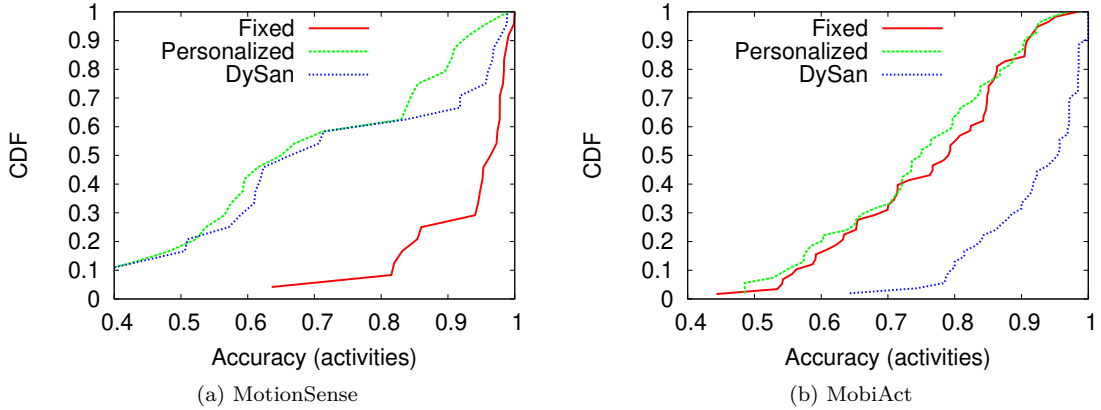 1
0.9
0.8
0.7
0.6
0.5
0.4
0.3
0.2
0.1
0
CDF
Fixed
Personalized
DySan
0.4 0.5 0.6 0.7 0.8 0.9 1
Accuracy (activities)
(a) MotionSense
1
0.9
0.8
0.7
0.6
0.5
0.4
0.3
0.2
0.1
0
CDF
Fixed
Personalized
DySan
0.4 0.5 0.6 0.7 0.8 0.9 1
Accuracy (activities)
(b) MobiAct